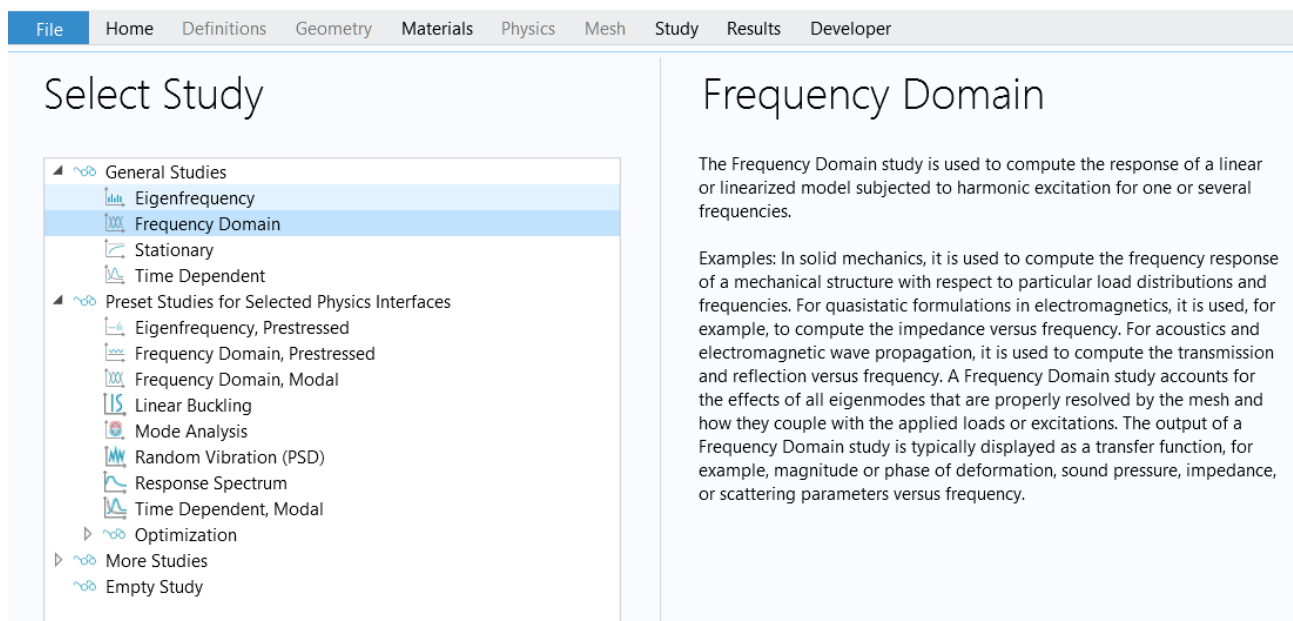 File Home Definitions Geometry Materials Physics Mesh Study Results Developer
Select Study
General Studies
Eigenfrequency
Frequency Domain
Stationary
Time Dependent
Preset Studies for Selected Physics Interfaces
Eigenfrequency, Prestressed
Frequency Domain, Prestressed
Frequency Domain, Modal
Linear Buckling
Mode Analysis
Random Vibration (PSD)
Response Spectrum
Time Dependent, Modal
Optimization
More Studies
Empty Study
Frequency Domain
The Frequency Domain study is used to compute the response of a linear
or linearized model subjected to harmonic excitation for one or several
frequencies.
Examples: In solid mechanics, it is used to compute the frequency response
of a mechanical structure with respect to particular load distributions and
frequencies. For quasistatic formulations in electromagnetics, it is used, for
example, to compute the impedance versus frequency. For acoustics and
electromagnetic wave propagation, it is used to compute the transmission
and reflection versus frequency. A Frequency Domain study accounts for
the effects of all eigenmodes that are properly resolved by the mesh and
how they couple with the applied loads or excitations. The output of a
Frequency Domain study is typically displayed as a transfer function, for
example, magnitude or phase of deformation, sound pressure, impedance,
or scattering parameters versus frequency.